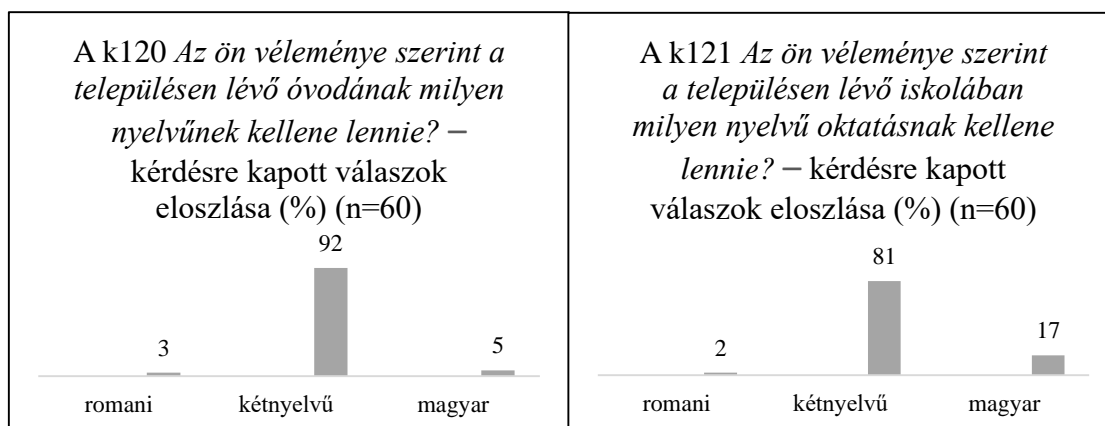 A k120 Az ön véleménye szerint a
településen lévő óvodának milyen
nyelvűnek kellene lennie? –
kérdésre kapott válaszok
eloszlása (%) (n=60)
92
3
5
romani
kétnyelvű
magyar
A k121 Az ön véleménye szerint
a településen lévő iskolában
milyen nyelvű oktatásnak kellene
lennie? – kérdésre kapott
válaszok eloszlása (%) (n=60)
81
2
17
romani
kétnyelvű
magyar